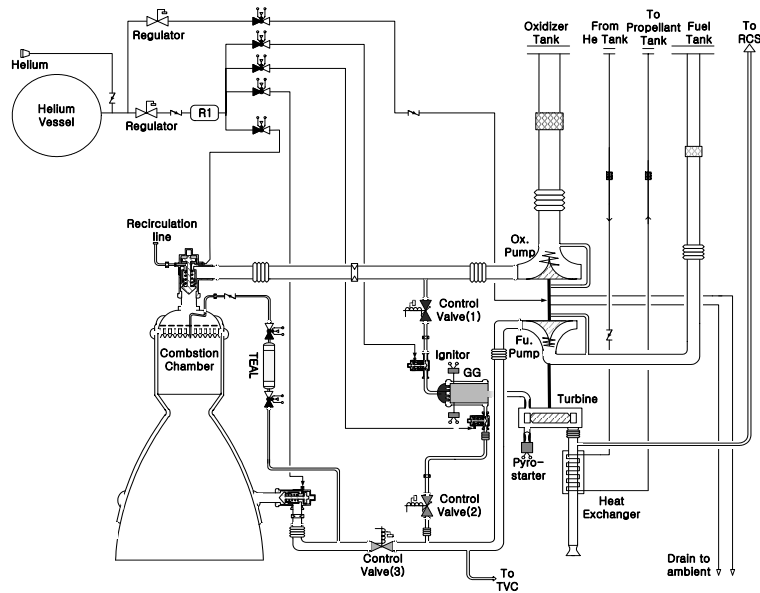 Oxidizer
Tank
From
He Tank
To
Propellant
Tank
Fuel
Tank
To
RCS
Regulator
Helium
Helium
Vessel
Regulator
R1
Recirculation
line
Ox.
Pump
Control
Valve(1)
Fu.
Pump
Ignitor
GG
Combstion
Chamber
TEAL
Turbine
Pyro-
starter
Heat
Exchanger
Control
Valve(2)
Control
Valve(3)
To
TVC
Drain to
ambient